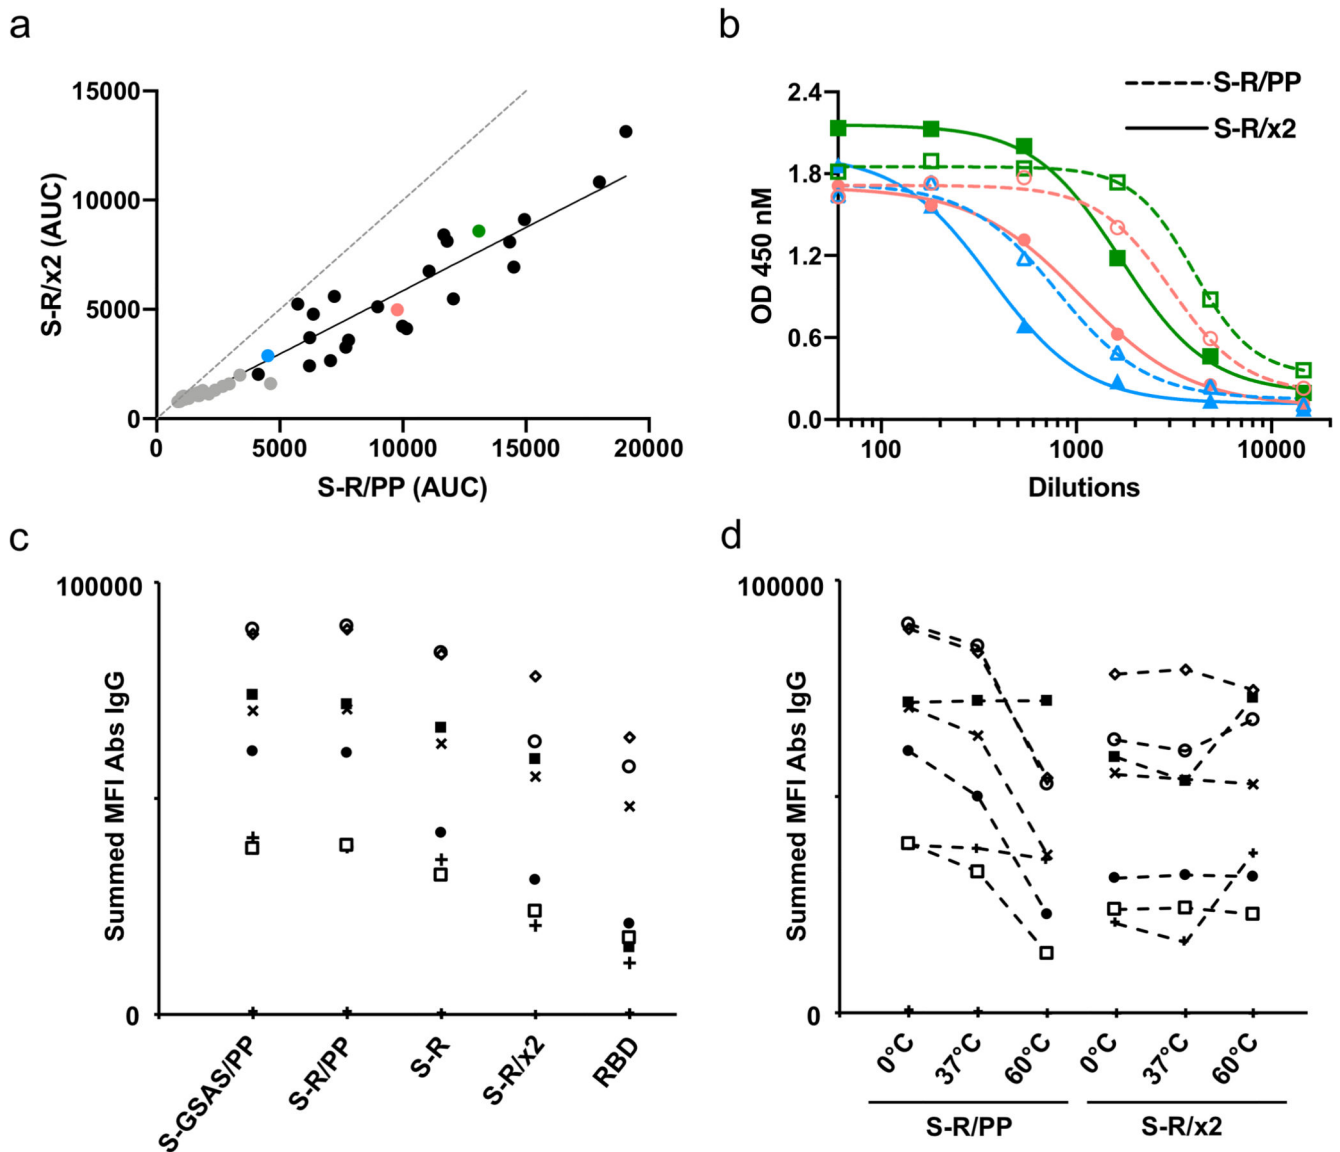 a
15000
10000
5000
0
S-R/x2 (AUC)
0
5000
10000
15000
20000
S-R/PP (AUC)
b
S-R/PP
S-R/x2
2.4
1.8
1.2
0.6
0.0
OD 450 nM
100
1000
10000
Dilutions
c
100000
0
Summed MFI Abs IgG
S-GSAS/PP
S-R/PP
S-R
S-R/x2
RBD
d
100000
0
Summed MFI Abs IgG
0°C
37°C
60°C
0°C
37°C
60°C
S-R/PP
S-R/x2